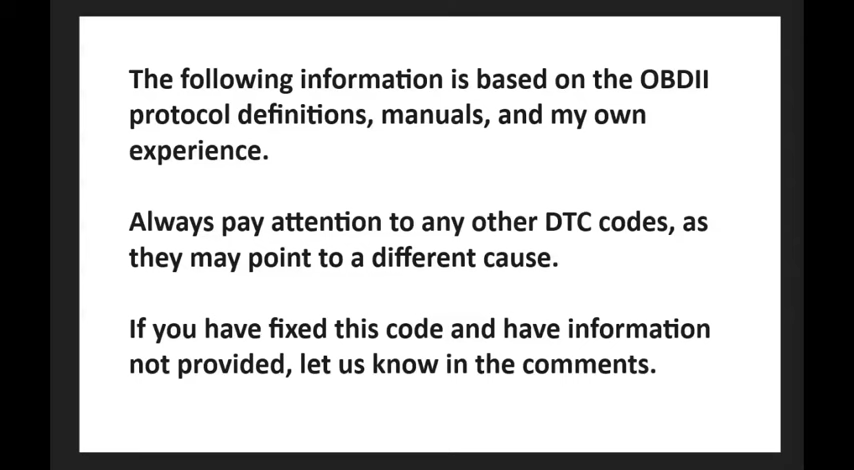 The following information is based on the OBDII
protocol definitions, manuals, and my own
experience.
Always pay attention to any other DTC codes, as
they may point to a different cause.
If you have fixed this code and have information
not provided, let us know in the comments.